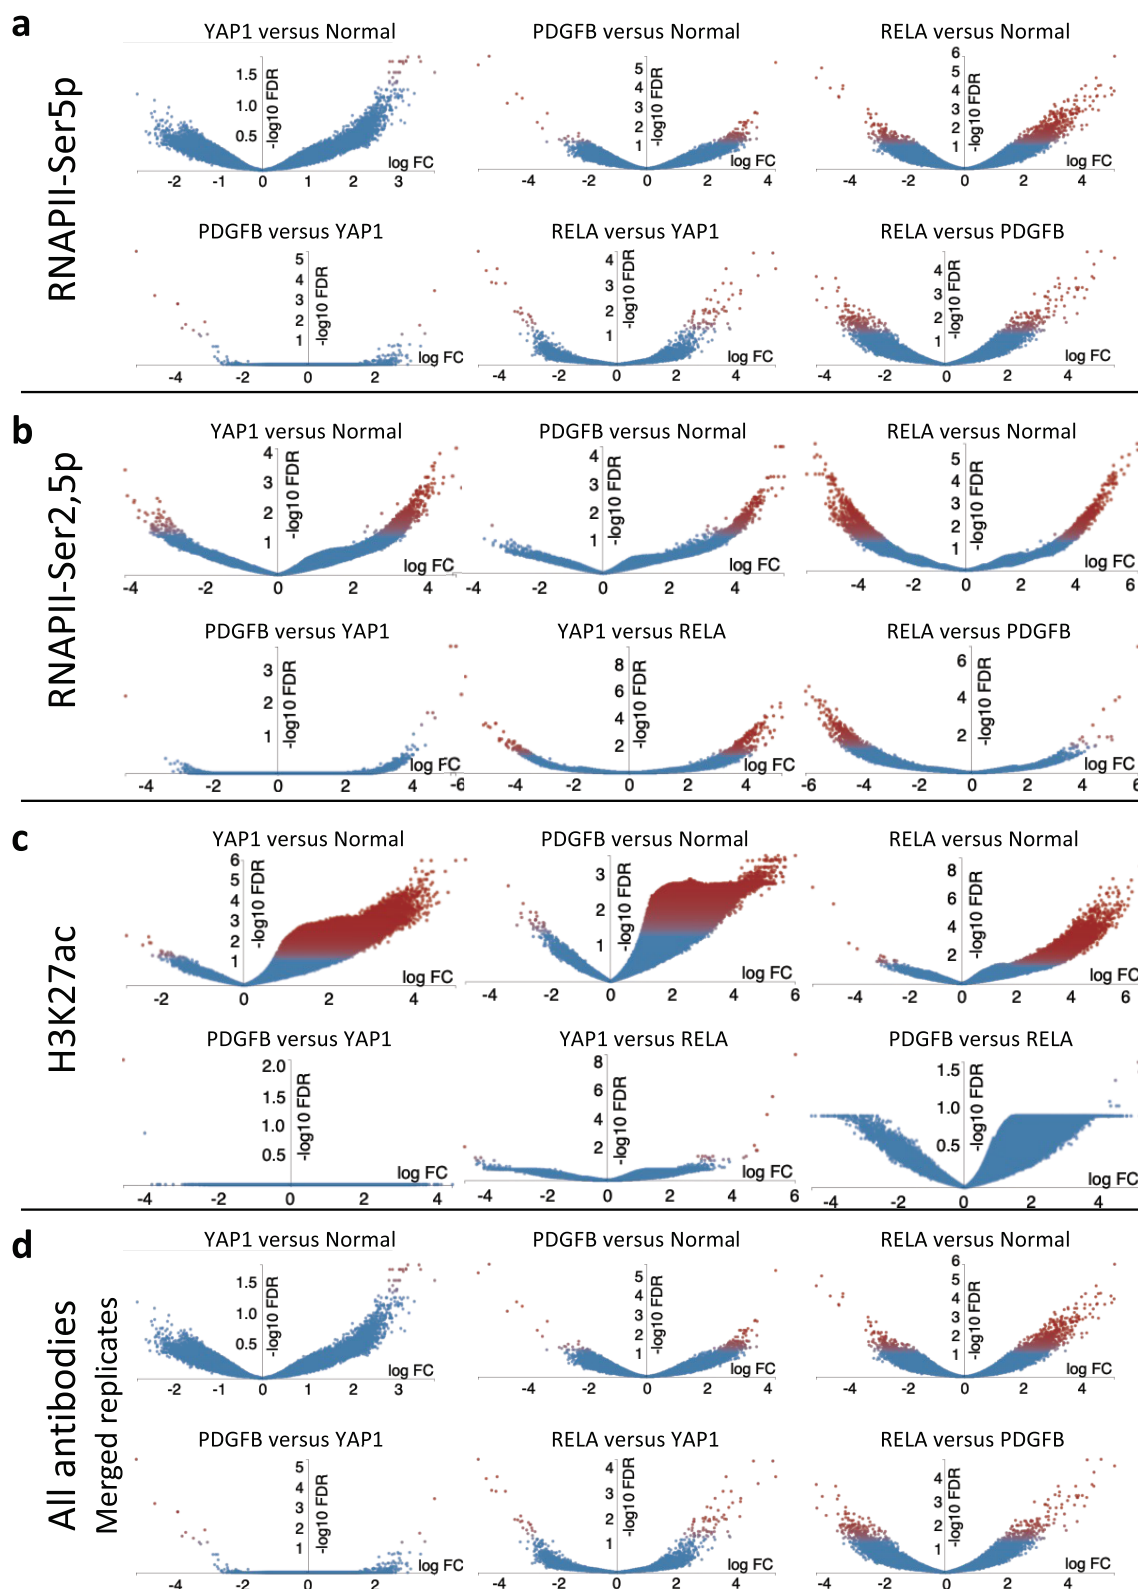 a
RNAPII-Ser5p
YAP1 versus Normal
1.5
1.0
0.5
-log10 FDR
log FC
-2 -1 0 1 2 3
PDGFB versus Normal
5
4
3
2
1
-log10 FDR
log FC
-4 -2 0 2 4
RELA versus Normal
6
5
4
3
2
1
-log10 FDR
log FC
-4 -2 0 2 4
PDGFB versus YAP1
5
4
3
2
1
-log10 FDR
log FC
-4 -2 0 2
RELA versus YAP1
4
3
2
1
-log10 FDR
log FC
-4 -2 0 2 4
RELA versus PDGFB
4
3
2
1
-log10 FDR
log FC
-4 -2 0 2 4
b
RNAPII-Ser2,5p
YAP1 versus Normal
4
3
2
1
-log10 FDR
log FC
-4 -2 0 2 4
PDGFB versus Normal
4
3
2
1
-log10 FDR
log FC
-4 -2 0 2 4
RELA versus Normal
5
4
3
2
1
-log10 FDR
log FC
-4 -2 0 2 4 6
PDGFB versus YAP1
3
2
1
-log10 FDR
log FC
-4 -2 0 2 4
YAP1 versus RELA
8
6
4
2
-log10 FDR
log FC
-6 -4 -2 0 2 4
RELA versus PDGFB
6
4
2
-log10 FDR
log FC
-6 -4 -2 0 2 4 6
c
H3K27ac
YAP1 versus Normal
6
5
4
3
2
1
-log10 FDR
log FC
-2 0 2 4
PDGFB versus Normal
3
2
1
-log10 FDR
log FC
-4 -2 0 2 4 6
RELA versus Normal
8
6
4
2
-log10 FDR
log FC
-4 -2 0 2 4 6
PDGFB versus YAP1
2.0
1.5
1.0
0.5
-log10 FDR
log FC
-4 -2 0 2 4
YAP1 versus RELA
8
6
4
2
-log10 FDR
log FC
-4 -2 0 2 4 6
PDGFB versus RELA
1.5
1.0
0.5
-log10 FDR
log FC
-4 -2 0 2 4
d
All antibodies
Merged replicates
YAP1 versus Normal
1.5
1.0
0.5
-log10 FDR
log FC
-2 -1 0 1 2 3
PDGFB versus Normal
5
4
3
2
1
-log10 FDR
log FC
-4 -2 0 2 4
RELA versus Normal
6
5
4
3
2
1
-log10 FDR
log FC
-4 -2 0 2 4
PDGFB versus YAP1
5
4
3
2
1
-log10 FDR
log FC
-4 -2 0 2
RELA versus YAP1
4
3
2
1
-log10 FDR
log FC
-4 -2 0 2 4
RELA versus PDGFB
4
3
2
1
-log10 FDR
log FC
-4 -2 0 2 4